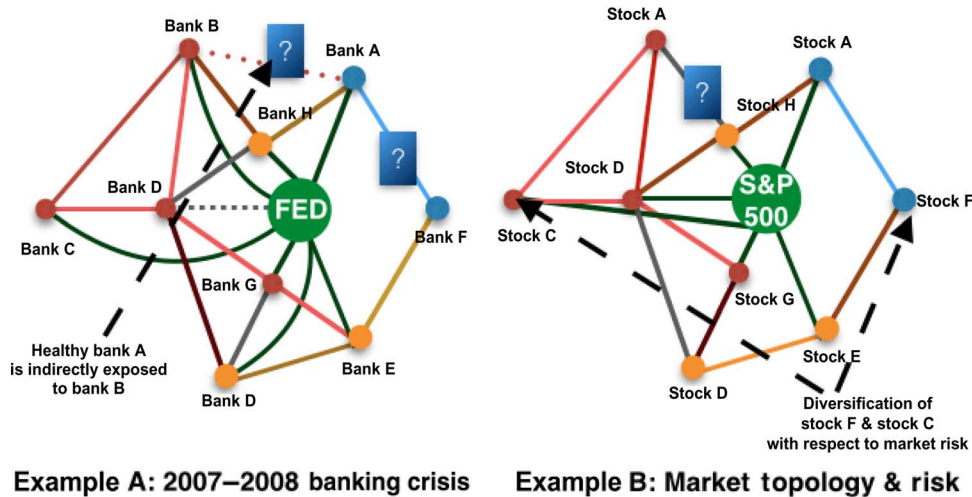 Bank B
?
Bank A
Bank H
?
Bank D
FED
Bank C
Bank F
Bank G
Bank E
Bank D
Healthy bank A
is indirectly exposed
to bank B
Example A: 2007–2008 banking crisis
Stock A
Stock A
?
Stock H
Stock D
S&P
500
Stock C
Stock F
Stock G
Stock E
Stock D
Diversification of
stock F & stock C
with respect to market risk
Example B: Market topology & risk